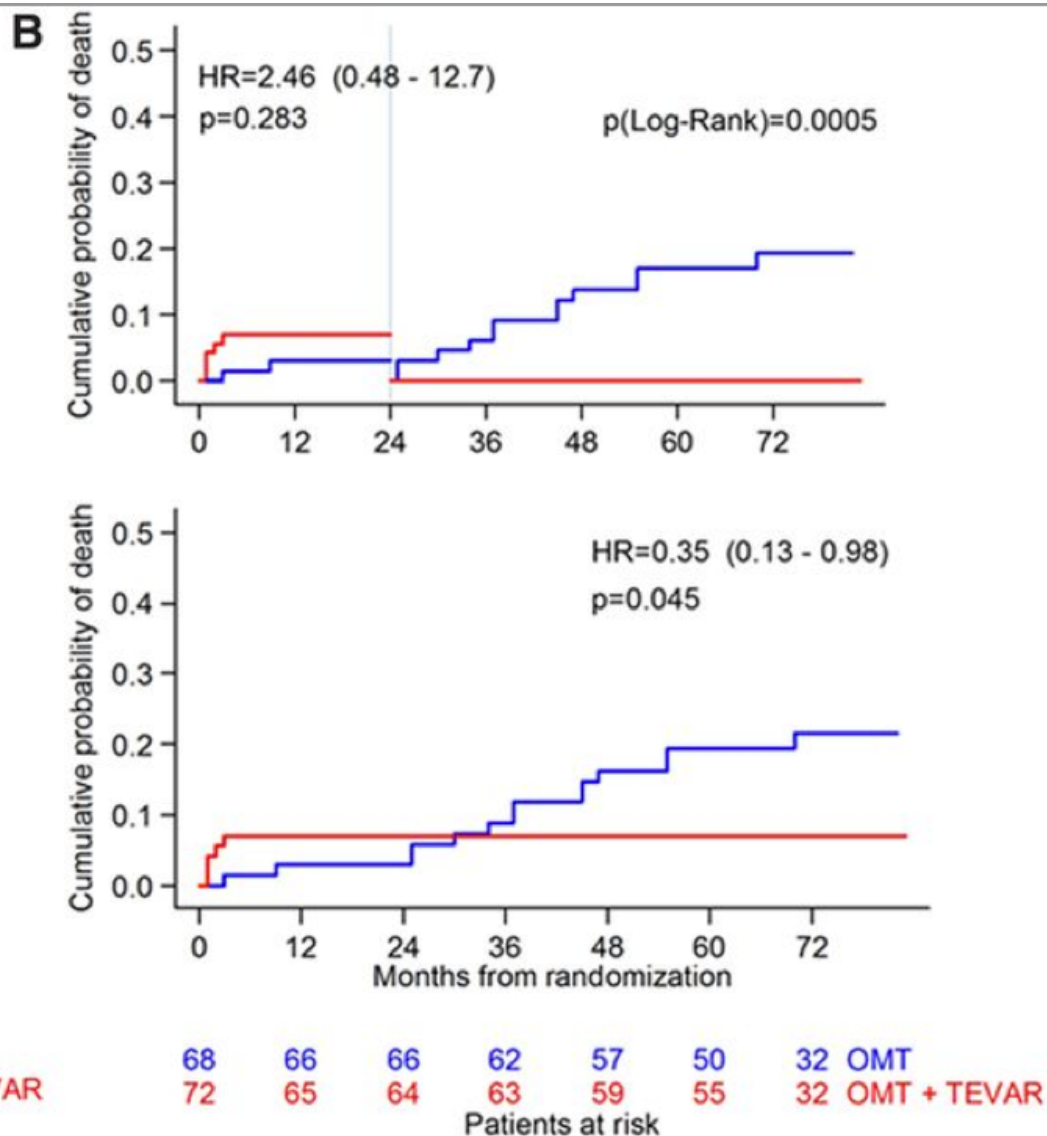 B
Cumulative probability of death
0.5
0.4
0.3
0.2
0.1
0.0
HR=2.46 (0.48 - 12.7)
p=0.283
p(Log-Rank)=0.0005
0 12 24 36 48 60 72
Cumulative probability of death
0.5
0.4
0.3
0.2
0.1
0.0
HR=0.35 (0.13 - 0.98)
p=0.045
0 12 24 36 48 60 72
Months from randomization
68 66 66 62 57 50 32 OMT
VAR 72 65 64 63 59 55 32 OMT + TEVAR
Patients at risk